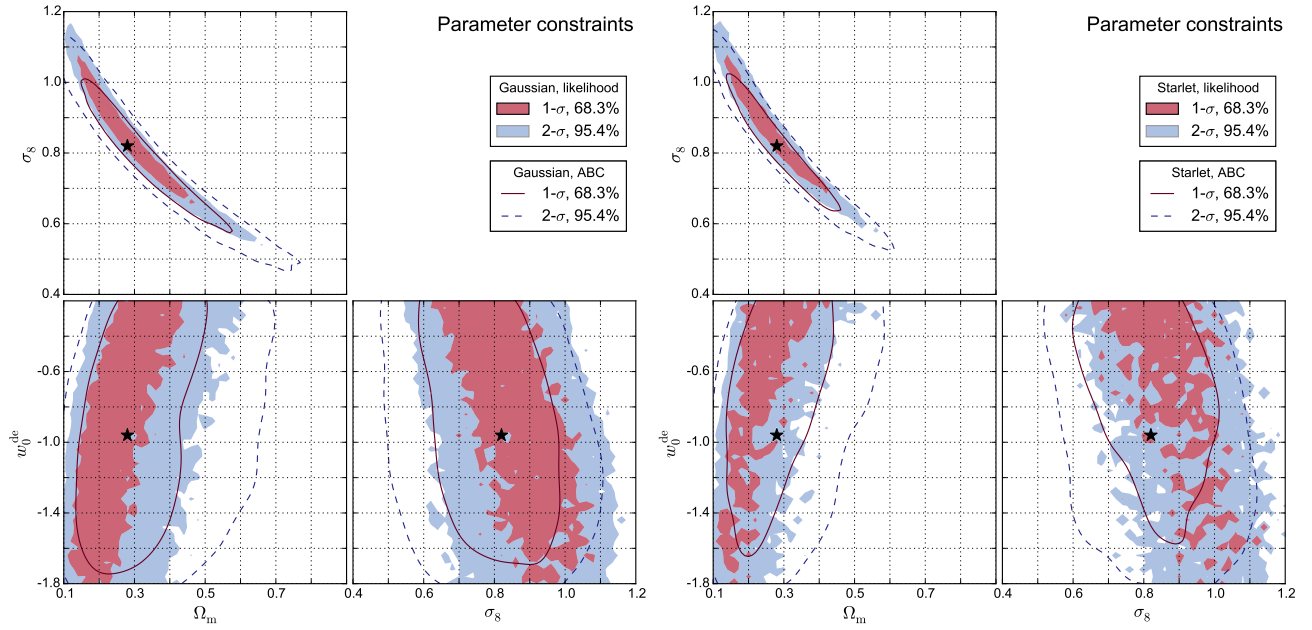 Parameter constraints
Gaussian, likelihood
1-σ, 68.3%
2-σ, 95.4%
Gaussian, ABC
1-σ, 68.3%
2-σ, 95.4%
1.2
1.0
0.8
0.6
0.4
σ₈
-0.6
-1.0
-1.4
-1.8
w₀ᵈᵉ
0.1 0.3 0.5 0.7
Ωₘ
0.4 0.6 0.8 1.0 1.2
σ₈
Parameter constraints
Starlet, likelihood
1-σ, 68.3%
2-σ, 95.4%
Starlet, ABC
1-σ, 68.3%
2-σ, 95.4%
1.2
1.0
0.8
0.6
0.4
σ₈
-0.6
-1.0
-1.4
-1.8
w₀ᵈᵉ
0.1 0.3 0.5 0.7
Ωₘ
0.4 0.6 0.8 1.0 1.2
σ₈